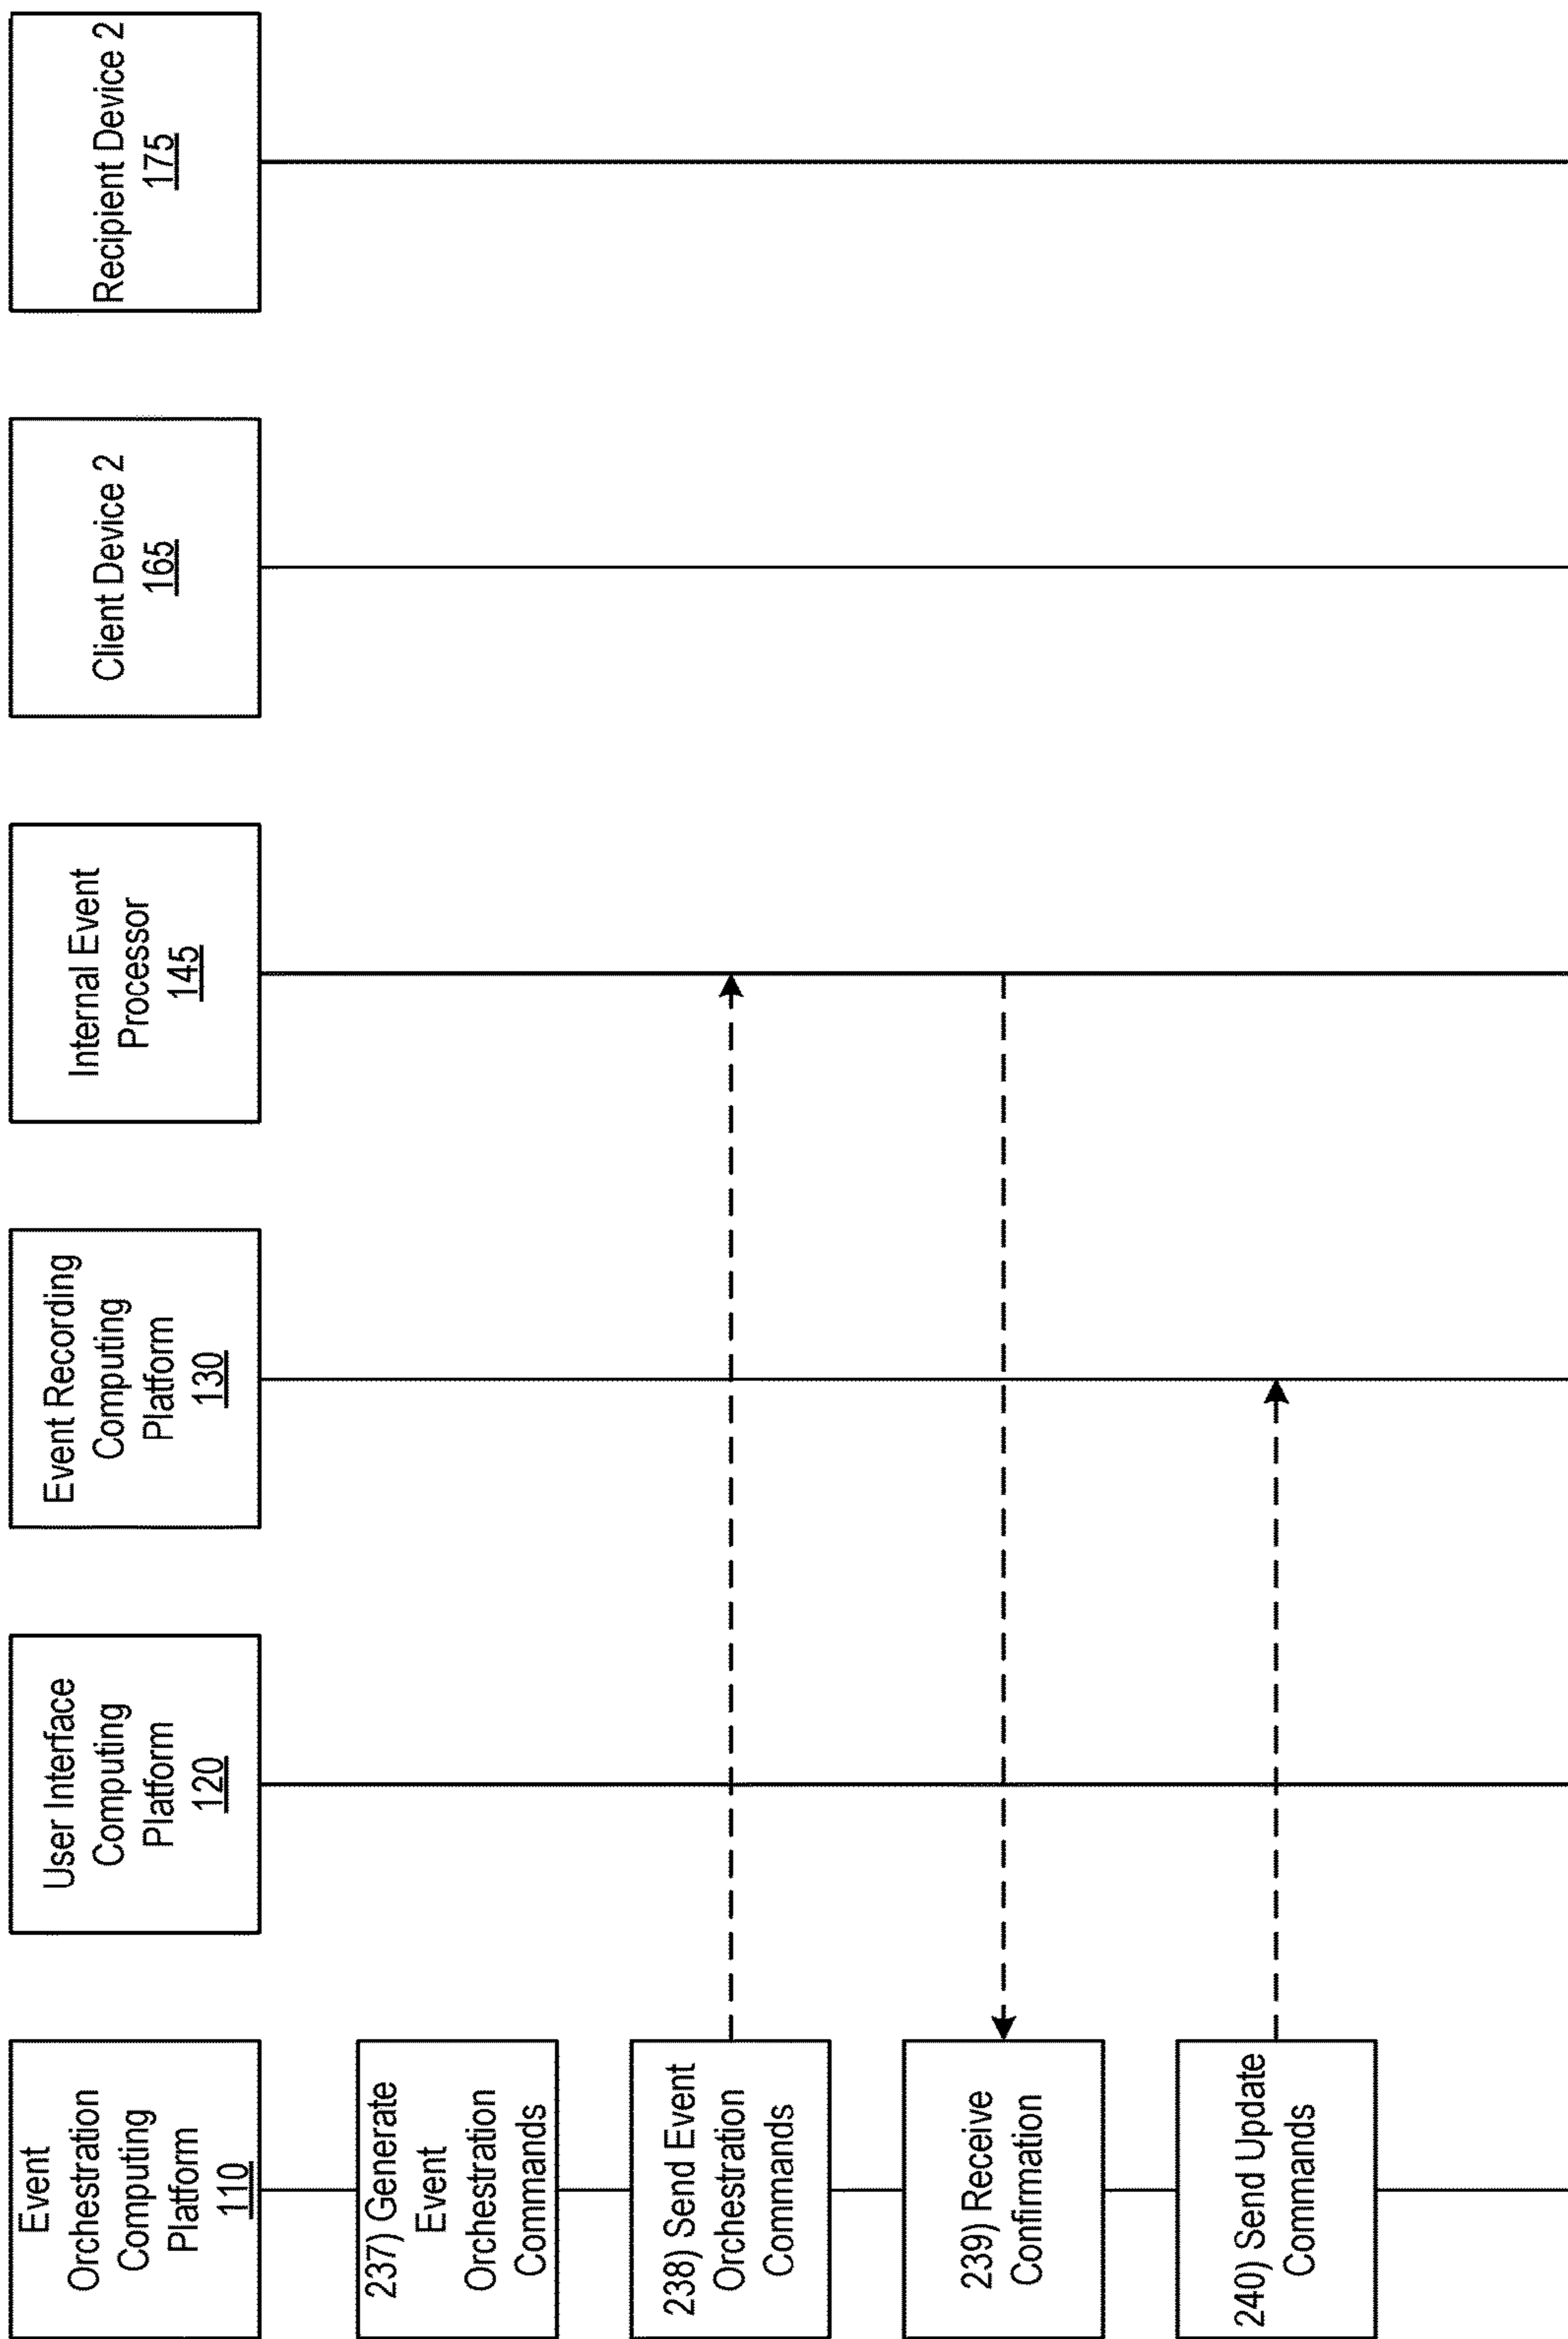 Event
Orchestration
Computing
Platform
110
User Interface
Computing
Platform
120
Event Recording
Computing
Platform
130
Internal Event
Processor
145
Client Device 2
165
Recipient Device 2
175
237) Generate
Event
Orchestration
Commands
238) Send Event
Orchestration
Commands
239) Receive
Confirmation
240) Send Update
Commands